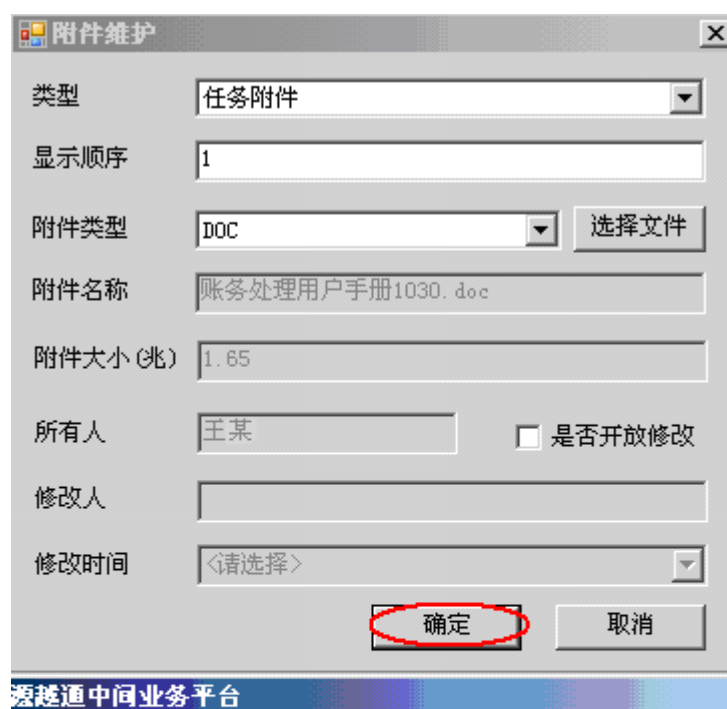 附件维护
类型 任务附件
显示顺序 1
附件类型 DOC 选择文件
附件名称 账务处理用户手册1030.doc
附件大小(兆) 1.65
所有人 王某 是否开放修改
修改人
修改时间 <请选择>
确定 取消
越通中间业务平台